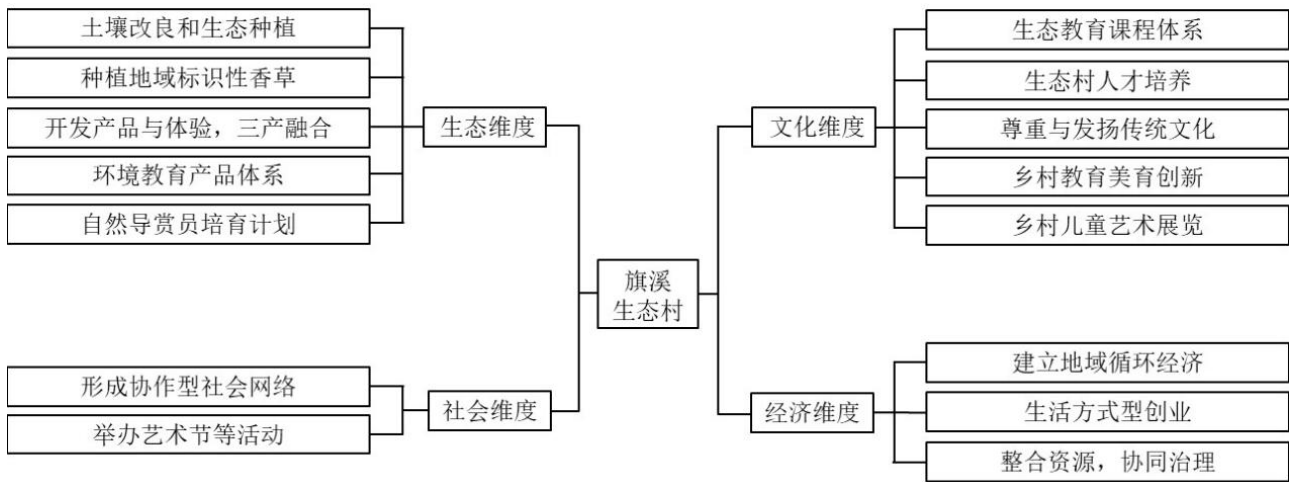 土壤改良和生态种植
种植地域标识性香草
开发产品与体验，三产融合
环境教育产品体系
自然导赏员培育计划
生态维度
形成协作型社会网络
举办艺术节等活动
社会维度
旗溪
生态村
文化维度
生态教育课程体系
生态村人才培养
尊重与发扬传统文化
乡村教育美育创新
乡村儿童艺术展览
经济维度
建立地域循环经济
生活方式型创业
整合资源，协同治理